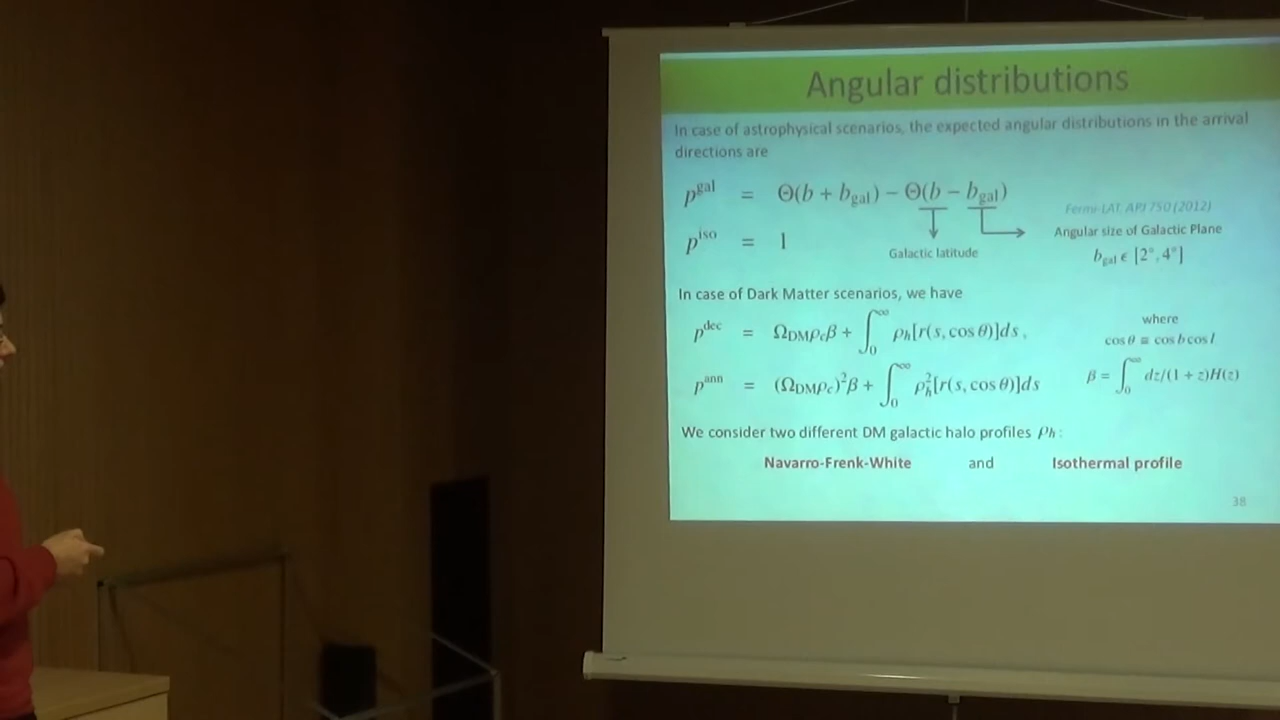 Angular distributions
In case of astrophysical scenarios, the expected angular distributions in the arrival
directions are
p^gal = Θ(b + b_gal) − Θ(b − b_gal)
Fermi-LAT, APJ 750 (2012)
p^iso = 1
Angular size of Galactic Plane
Galactic latitude
b_gal ϵ [2°, 4°]
In case of Dark Matter scenarios, we have
p^dec = Ω_DM ρ_c β + ∫_0^∞ ρ_h[r(s, cos θ)]ds ,
where
cos θ ≡ cos b cos l
p^ann = (Ω_DM ρ_c)^2 β + ∫_0^∞ ρ_h^2[r(s, cos θ)]ds
β = ∫_0^∞ dz/(1 + z)H(z)
We consider two different DM galactic halo profiles ρ_h :
Navarro-Frenk-White and Isothermal profile
38